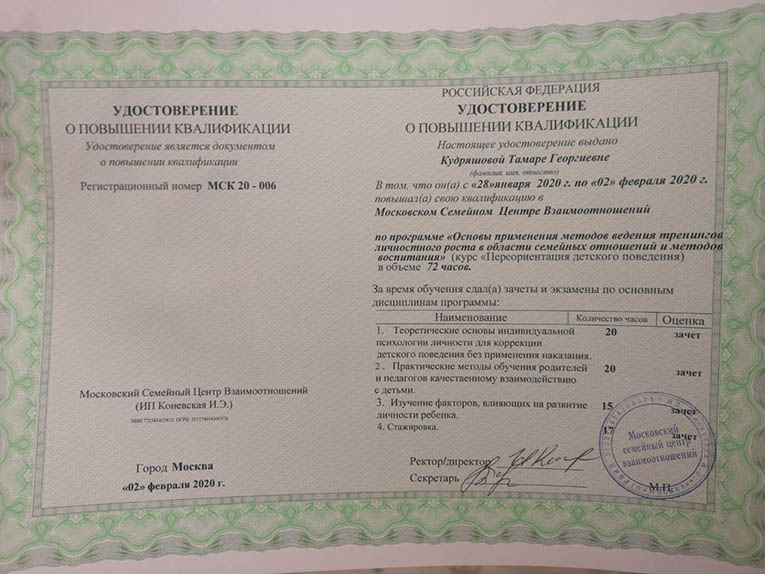 УДОСТОВЕРЕНИЕ
О ПОВЫШЕНИИ КВАЛИФИКАЦИИ
Удостоверение является документом
о повышении квалификации
Регистрационный номер МСК 20 - 006
Московский Семейный Центр Взаимоотношений
(ИП Коневская И.Э.)
Город Москва
«02» февраля 2020 г.
РОССИЙСКАЯ ФЕДЕРАЦИЯ
УДОСТОВЕРЕНИЕ
О ПОВЫШЕНИИ КВАЛИФИКАЦИИ
Настоящее удостоверение выдано
Кудряшовой Тамаре Георгиевне
(фамилия, имя, отчество)
В том, что он(а) с «28»января 2020 г. по «02» февраля 2020 г.
повышал(а) свою квалификацию в
Московском Семейном Центре Взаимоотношений
по программе «Основы применения методов ведения тренингов
личностного роста в области семейных отношений и методов
воспитания» (курс «Переориентация детского поведения)
в объеме 72 часов.
За время обучения сдал(а) зачеты и экзамены по основным
дисциплинам программы:
Наименование Количество часов Оценка
1. Теоретические основы индивидуальной 20 зачет
психологии личности для коррекции
детского поведения без применения наказания.
2 . Практические методы обучения родителей 20 зачет
и педагогов качественному взаимодействию
с детьми.
3. Изучение факторов, влияющих на развитие 15 зачет
личности ребенка.
4. Стажировка. 17 зачет
Ректор/директор
Секретарь
М.П.
Московский
семейный центр
взаимоотношений